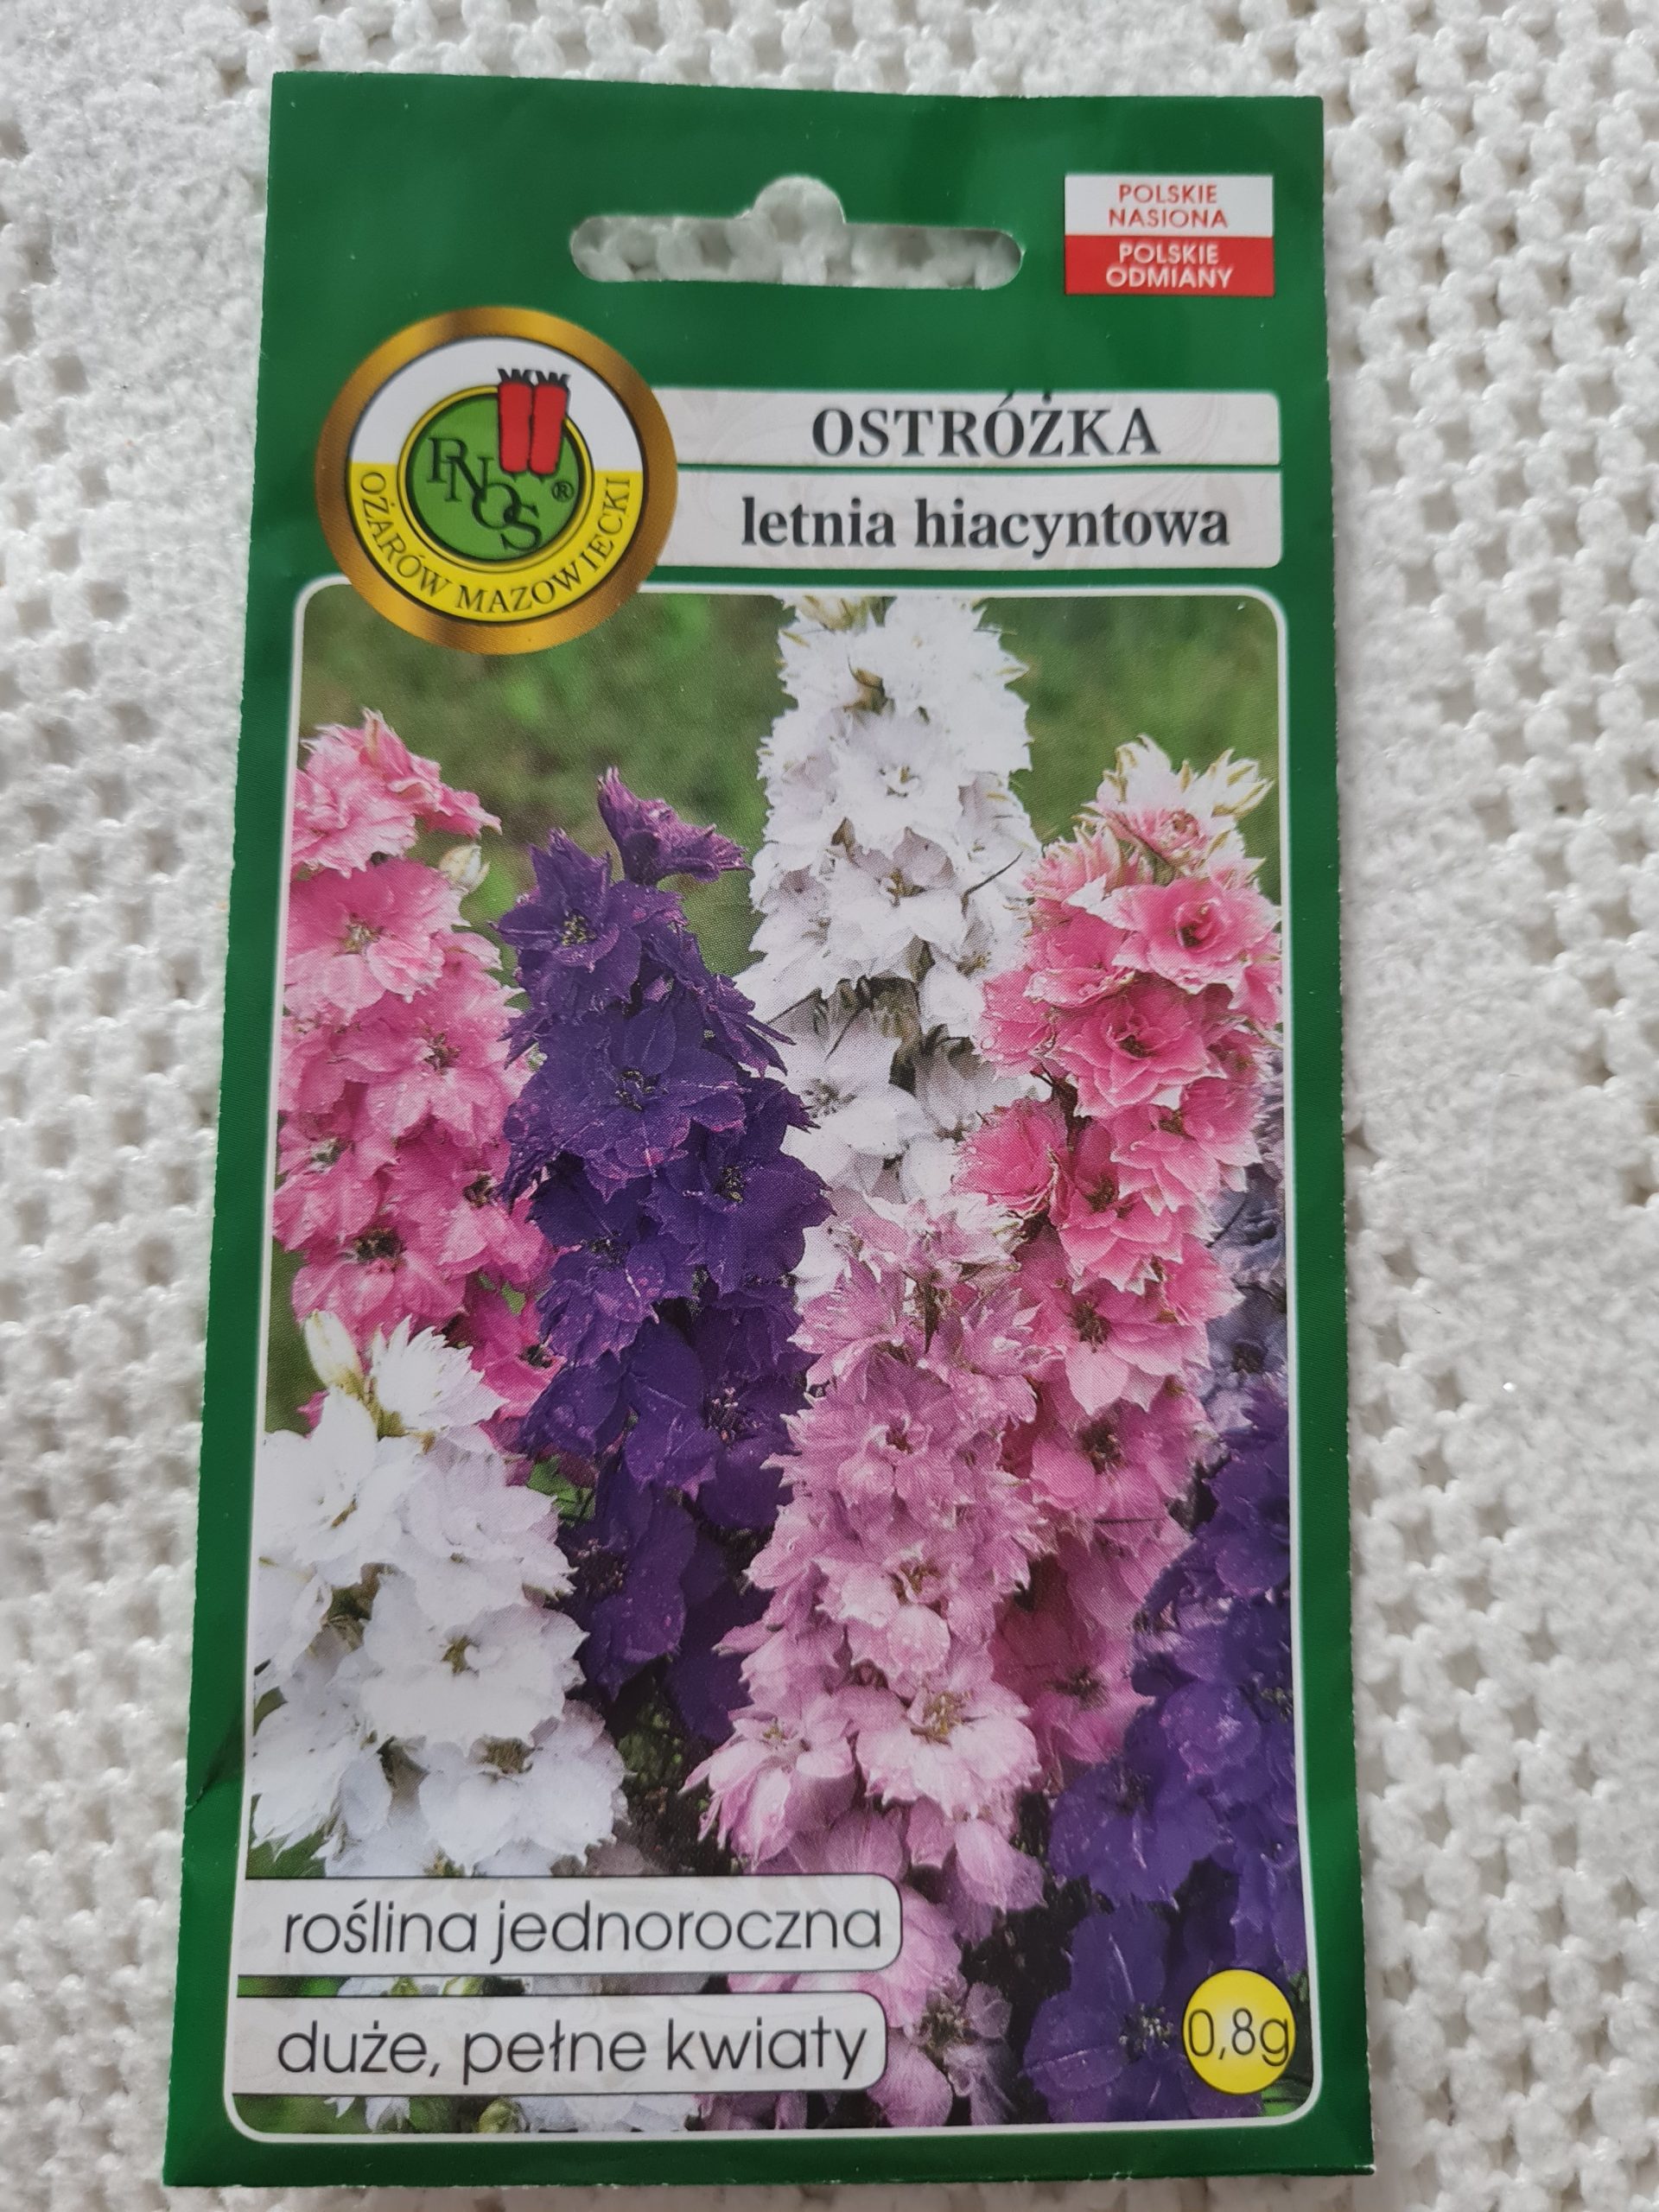 POLSKIE
NASIONA
POLSKIE
ODMIANY
PNOS®
OŻARÓW MAZOWIECKI
OSTRÓŻKA
letnia hiacyntowa
roślina jednoroczna
duże, pełne kwiaty
0,8g